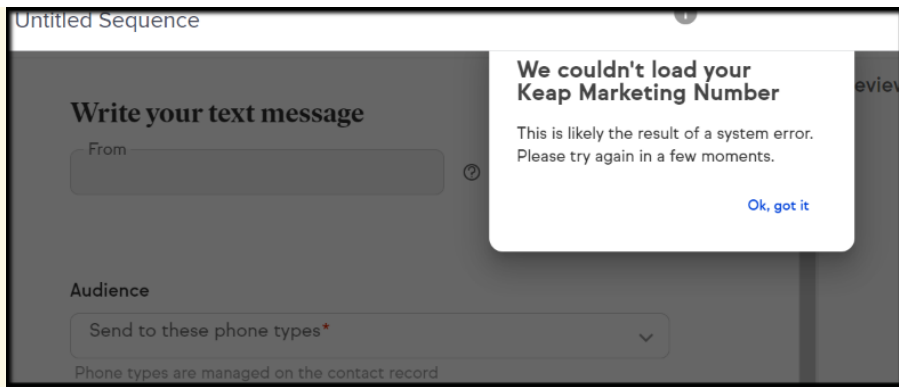 Untitled Sequence
We couldn't load your
Keap Marketing Number
This is likely the result of a system error.
Please try again in a few moments.
Ok, got it
eview
Write your text message
From
Audience
Send to these phone types*
Phone types are managed on the contact record